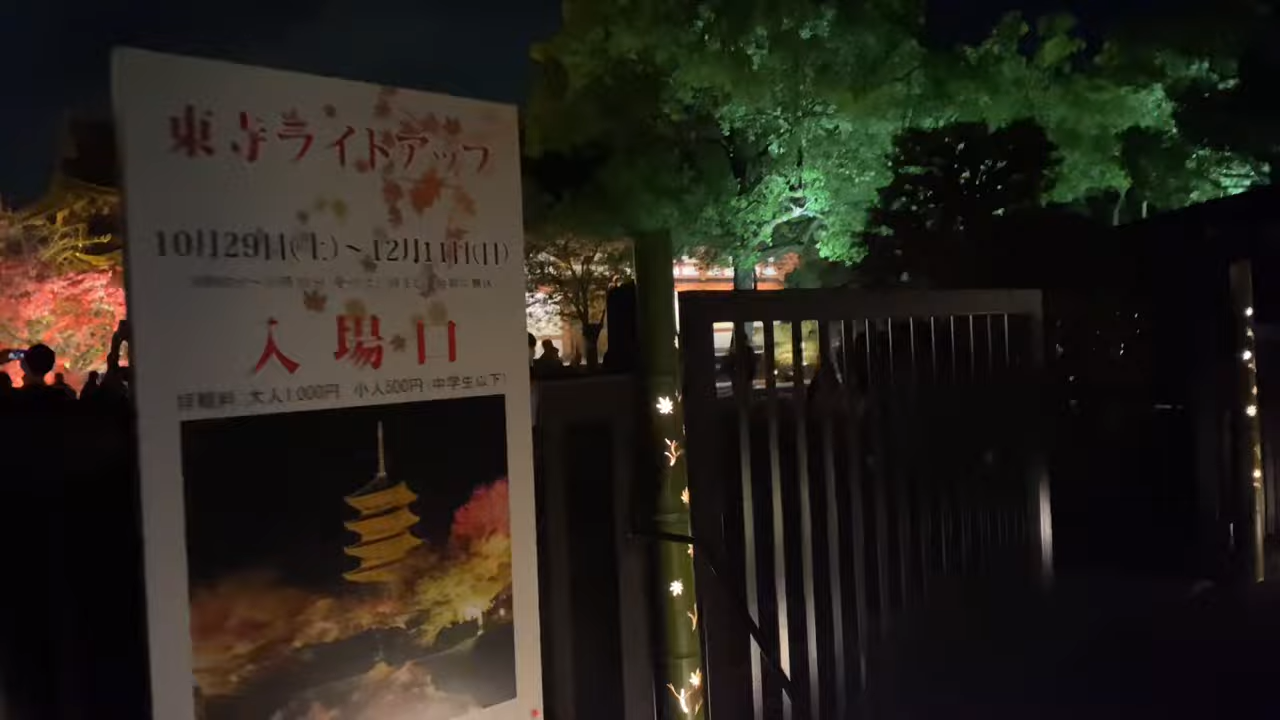 東寺ライトアップ
10月29日(土)～12月11日(日)
入場口
拝観料 大人1,000円 小人500円(中学生以下)